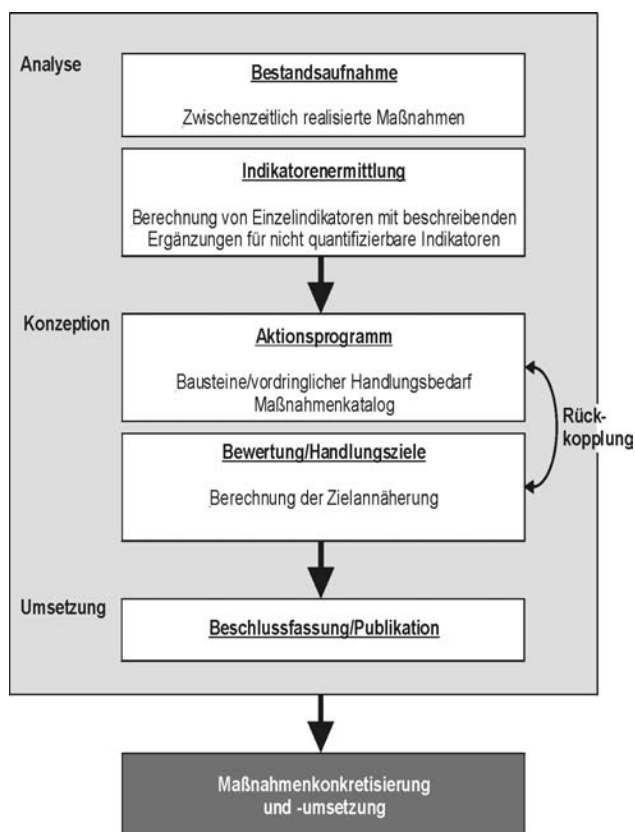 Analyse
Bestandsaufnahme
Zwischenzeitlich realisierte Maßnahmen
Indikatorenermittlung
Berechnung von Einzelindikatoren mit beschreibenden
Ergänzungen für nicht quantifizierbare Indikatoren
Konzeption
Aktionsprogramm
Bausteine/vordringlicher Handlungsbedarf
Maßnahmenkatalog
Rück-
kopplung
Bewertung/Handlungsziele
Berechnung der Zielannäherung
Umsetzung
Beschlussfassung/Publikation
Maßnahmenkonkretisierung
und -umsetzung